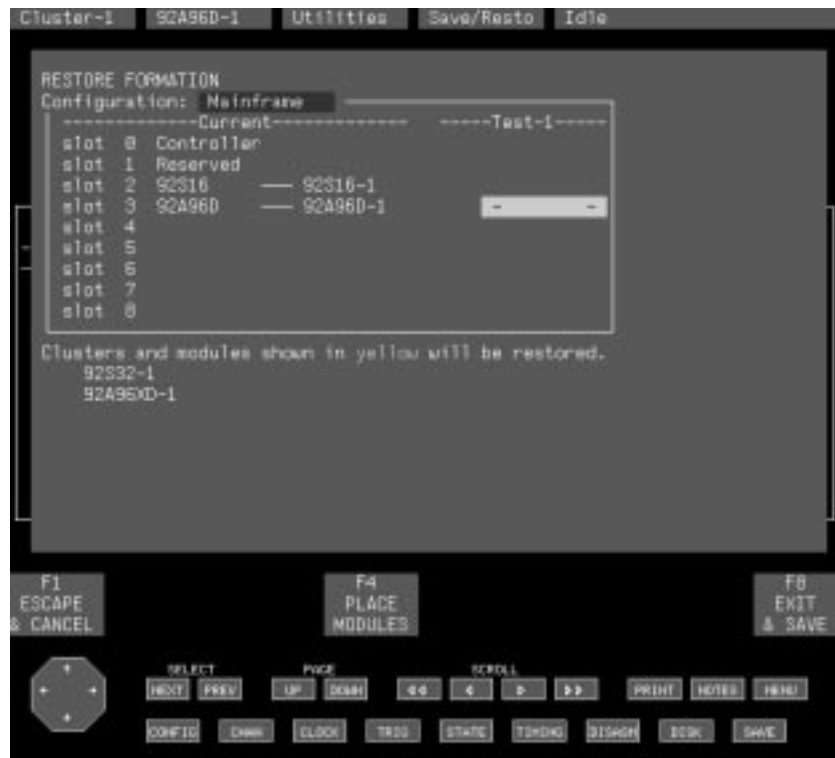 Cluster-1 92A96D-1 Utilities Save/Resto Idle
RESTORE FORMATION
Configuration: Mainframe
--------------Current-------------- -----Test-1-----
slot 0 Controller
slot 1 Reserved
slot 2 92S16 —— 92S16-1
slot 3 92A96D —— 92A96D-1 - -
slot 4
slot 5
slot 6
slot 7
slot 8
Clusters and modules shown in yellow will be restored.
92S32-1
92A96XD-1
F1 F4 F8
ESCAPE PLACE EXIT
& CANCEL MODULES & SAVE
SELECT PAGE SCROLL
NEXT PREV UP DOWN PRINT NOTES MENU
CONFIG CHAN CLOCK TRIG STATE TIMING DISASM DISK SAVE